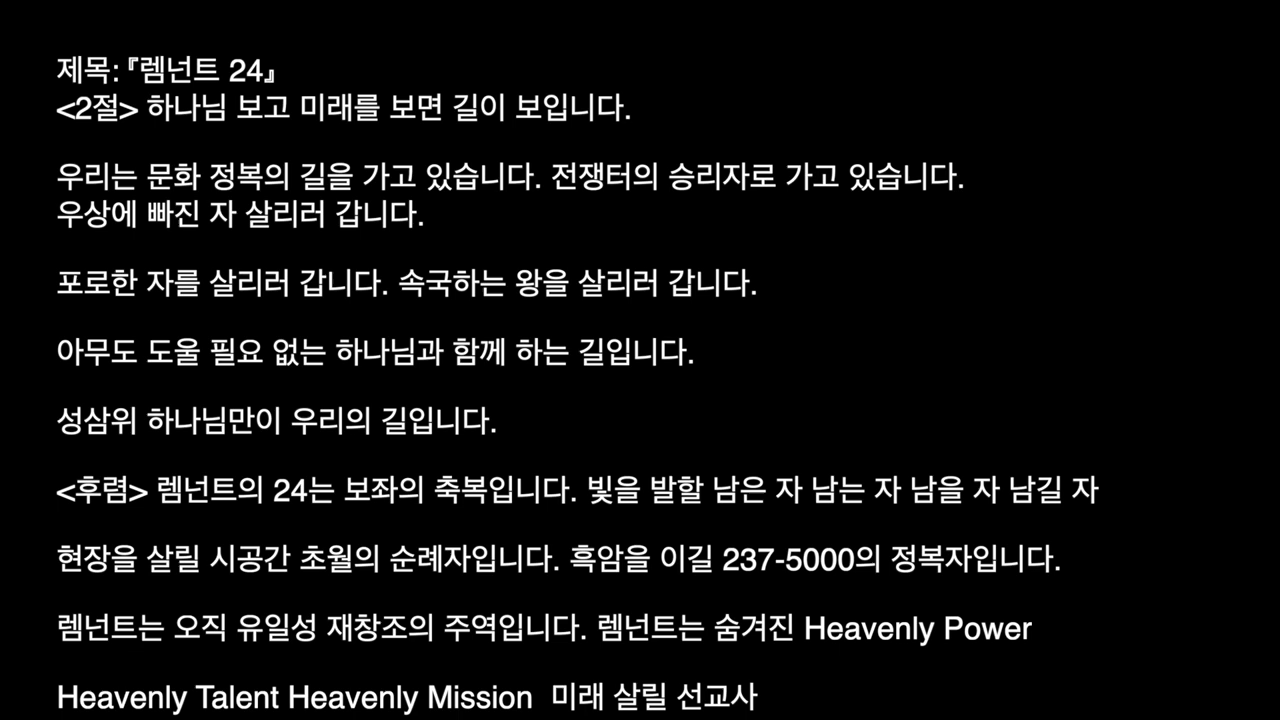 제목: 『렘넌트 24』
<2절> 하나님 보고 미래를 보면 길이 보입니다.
우리는 문화 정복의 길을 가고 있습니다. 전쟁터의 승리자로 가고 있습니다.
우상에 빠진 자 살리러 갑니다.
포로한 자를 살리러 갑니다. 속국하는 왕을 살리러 갑니다.
아무도 도울 필요 없는 하나님과 함께 하는 길입니다.
성삼위 하나님만이 우리의 길입니다.
<후렴> 렘넌트의 24는 보좌의 축복입니다. 빛을 발할 남은 자 남는 자 남을 자 남길 자
현장을 살릴 시공간 초월의 순례자입니다. 흑암을 이길 237-5000의 정복자입니다.
렘넌트는 오직 유일성 재창조의 주역입니다. 렘넌트는 숨겨진 Heavenly Power
Heavenly Talent Heavenly Mission  미래 살릴 선교사